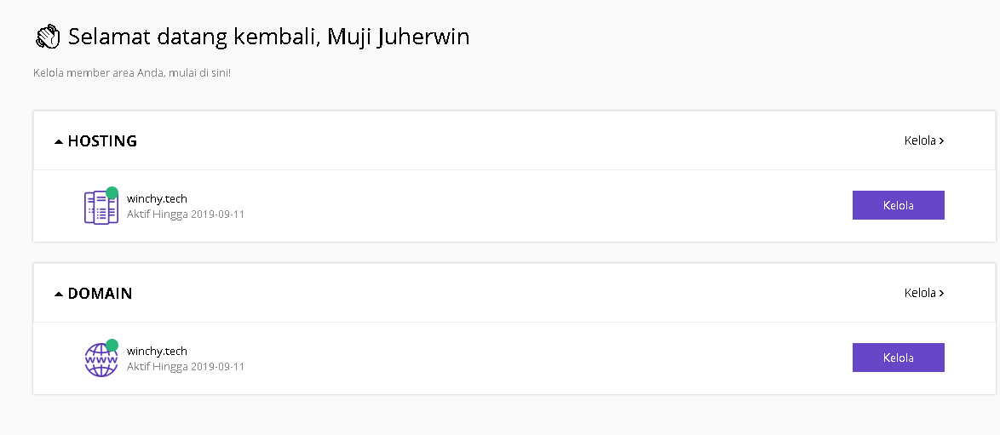 Selamat datang kembali, Muji Juherwin
Kelola member area Anda, mulai di sini!
HOSTING
Kelola
winchy.tech
Aktif Hingga 2019-09-11
Kelola
DOMAIN
Kelola
www
winchy.tech
Aktif Hingga 2019-09-11
Kelola